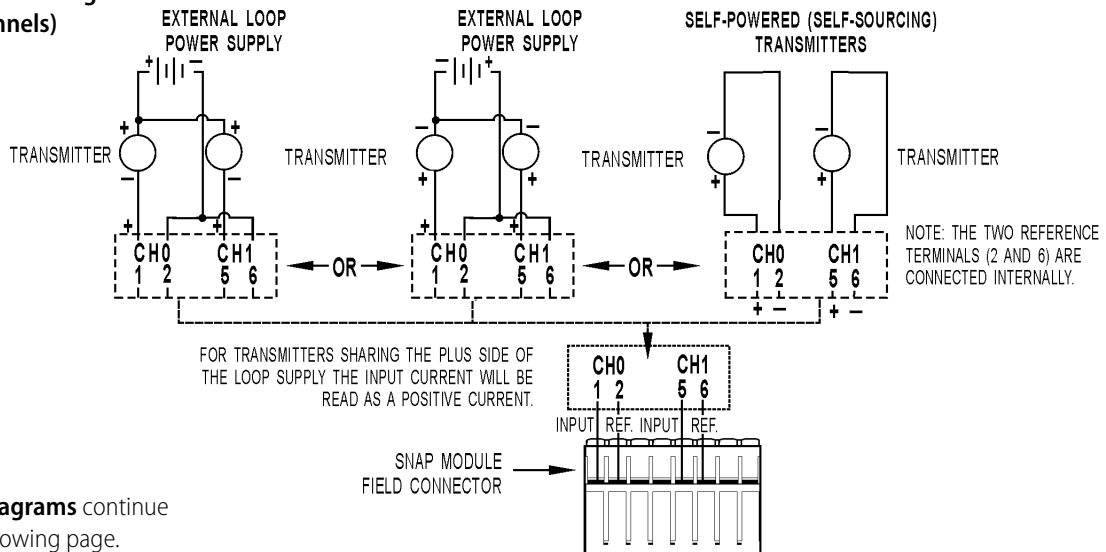 nnels)
EXTERNAL LOOP
POWER SUPPLY
EXTERNAL LOOP
POWER SUPPLY
SELF-POWERED (SELF-SOURCING)
TRANSMITTERS
+ −
− +
+ +
− −
− −
TRANSMITTER
TRANSMITTER
TRANSMITTER
TRANSMITTER
− −
+ +
+ +
+ +
+ +
CH0 CH1
1 2 5 6
OR
CH0 CH1
1 2 5 6
OR
CH0 CH1
1 2 5 6
+ − + −
NOTE: THE TWO REFERENCE
TERMINALS (2 AND 6) ARE
CONNECTED INTERNALLY.
FOR TRANSMITTERS SHARING THE PLUS SIDE OF
THE LOOP SUPPLY THE INPUT CURRENT WILL BE
READ AS A POSITIVE CURRENT.
CH0 CH1
1 2 5 6
INPUT REF. INPUT REF.
SNAP MODULE
FIELD CONNECTOR
agrams continue
owing page.